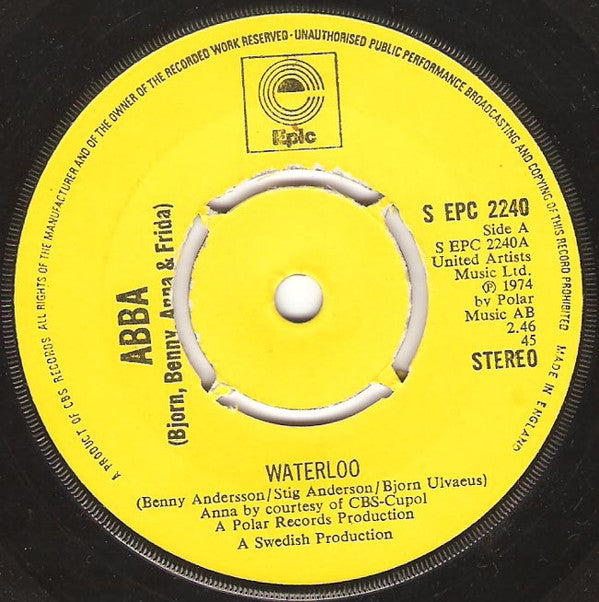 A PRODUCT OF CBS RECORDS ALL RIGHTS OF THE MANUFACTURER AND OF THE OWNER OF THE RECORDED WORK RESERVED - UNAUTHORISED PUBLIC PERFORMANCE BROADCASTING AND COPYING OF THIS RECORD PROHIBITED MADE IN ENGLAND
Epic
ABBA
(Bjorn, Benny, Anna & Frida)
S EPC 2240
Side A
S EPC 2240A
United Artists
Music Ltd.
℗ 1974
by Polar
Music AB
2.46
45
STEREO
WATERLOO
(Benny Andersson/Stig Anderson/Bjorn Ulvaeus)
Anna by courtesy of CBS-Cupol
A Polar Records Production
A Swedish Production